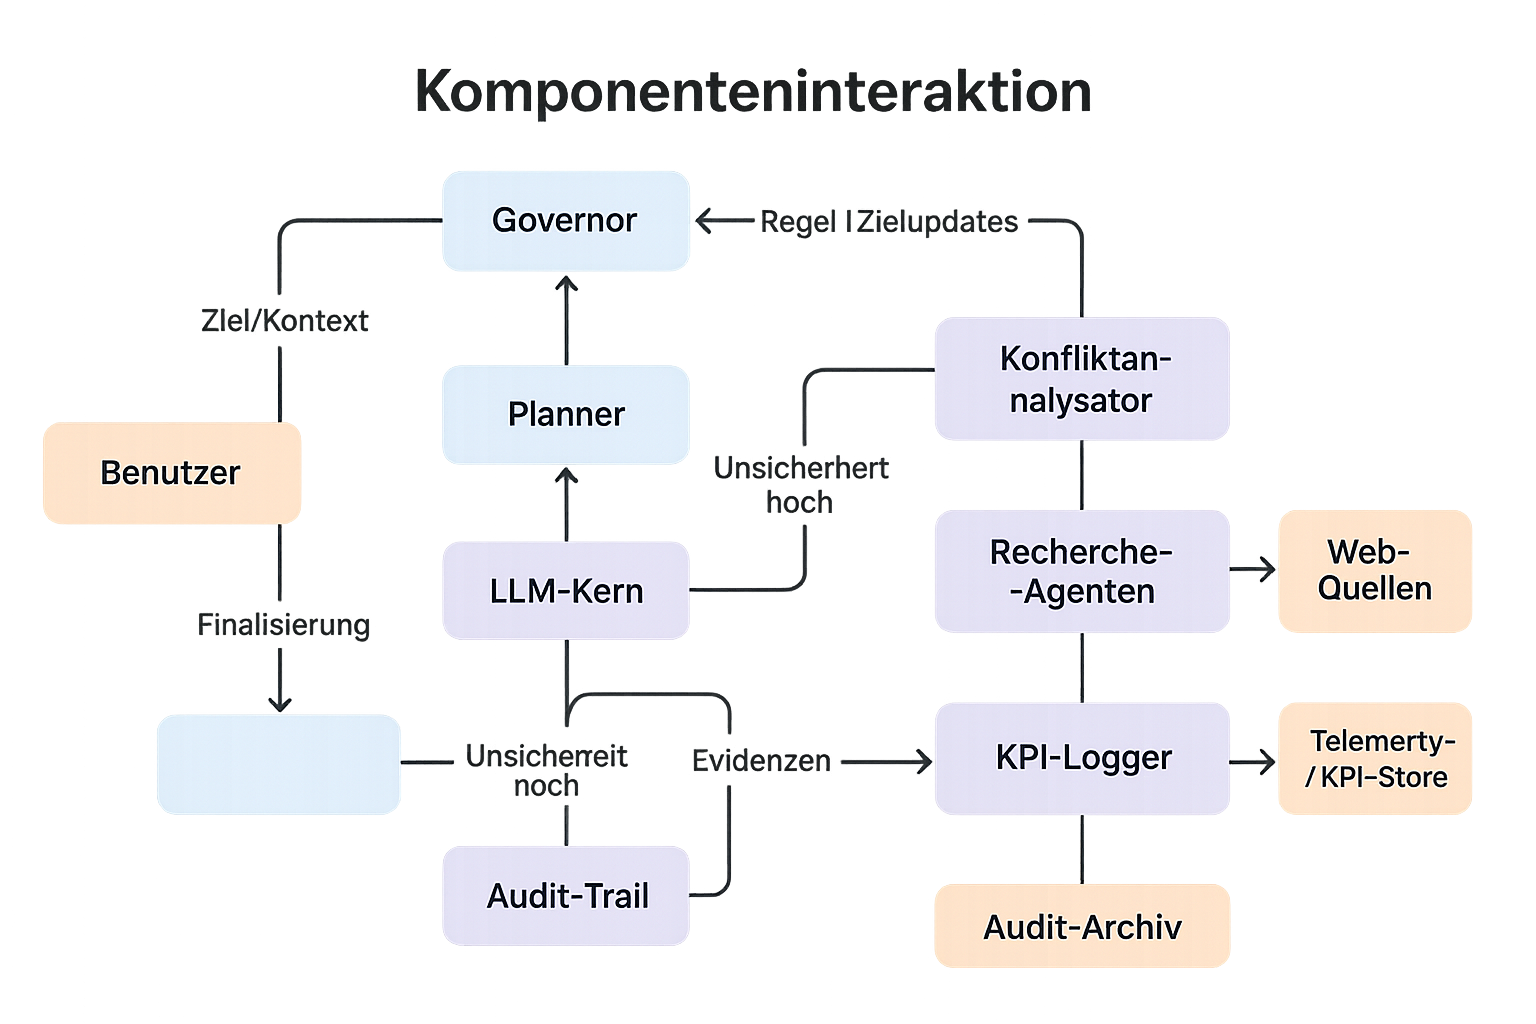 Komponenteninteraktion
Governor
Regel | Zielupdates
ZIel/Kontext
Konfliktan-
nalysator
Planner
Benutzer
Unsicherhert
hoch
Recherche-
-Agenten
Web-
Quellen
LLM-Kern
Finalisierung
KPI-Logger
Telemerty-
/KPI-Store
Unsicherreit
noch
Evidenzen
Audit-Trail
Audit-Archiv